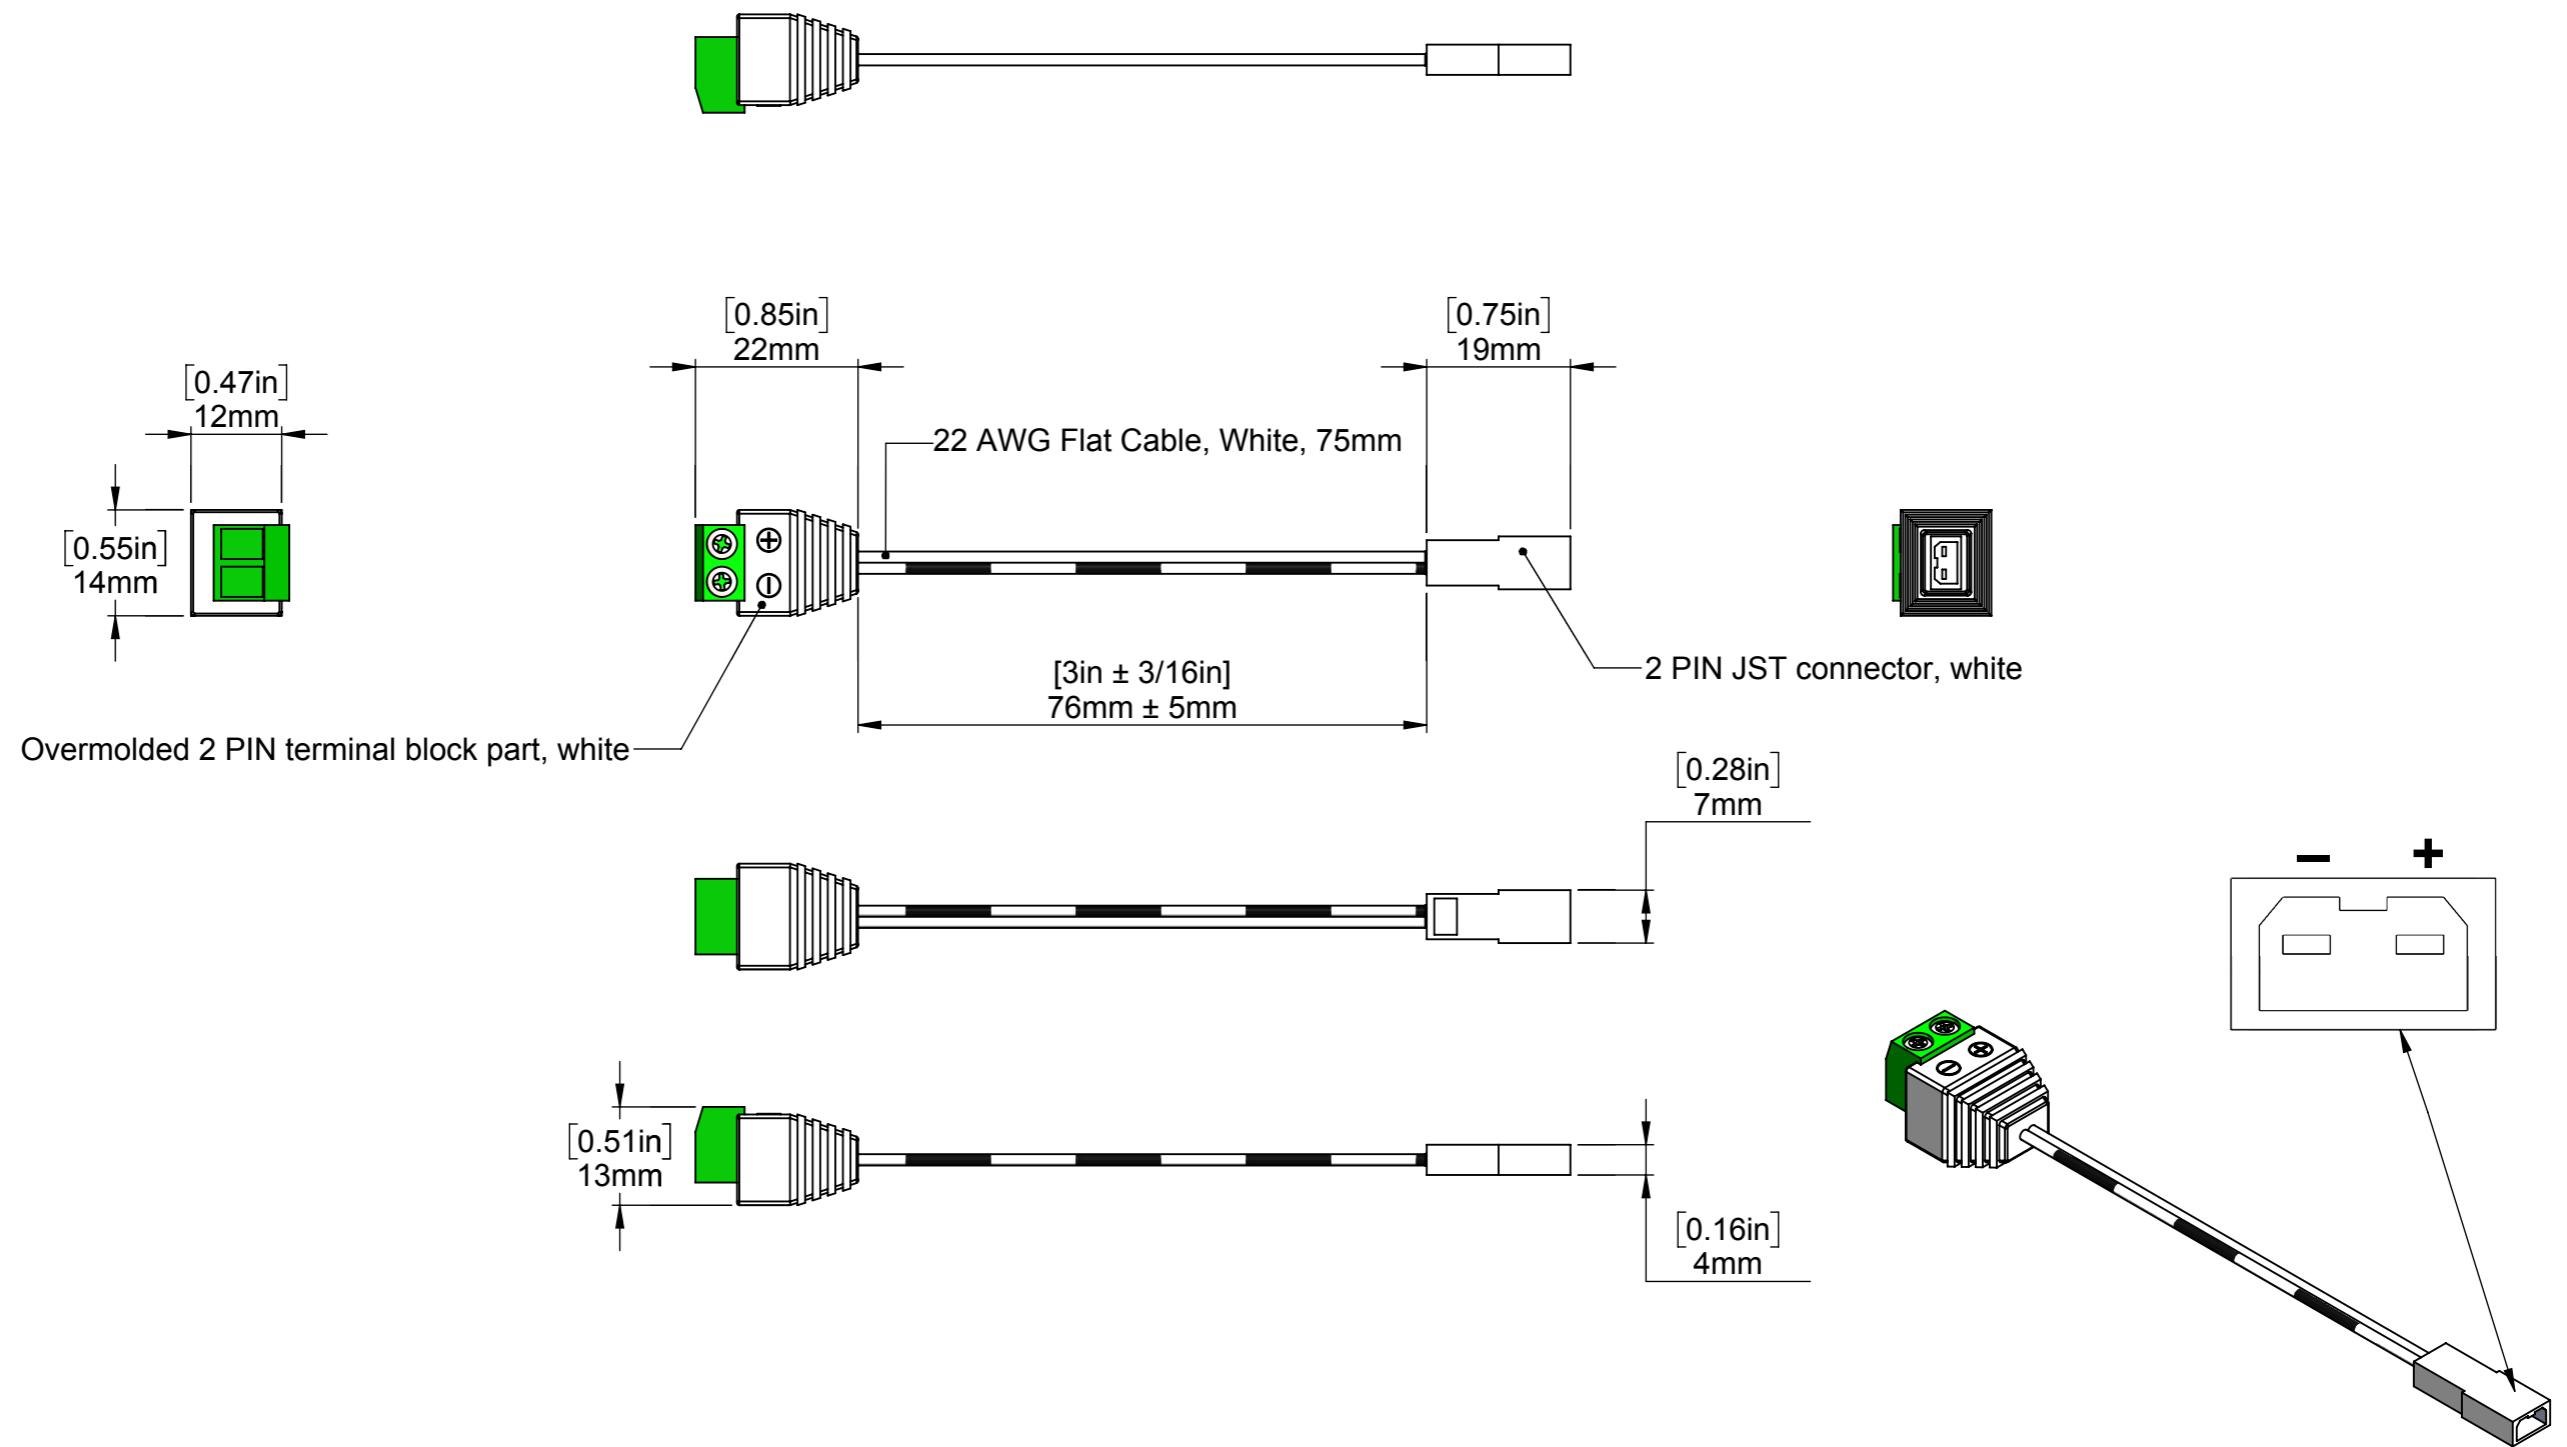 [0.85in]
22mm
[0.75in]
19mm
[0.47in]
12mm
22 AWG Flat Cable, White, 75mm
[0.55in]
14mm
[3in ± 3/16in]
76mm ± 5mm
2 PIN JST connector, white
Overmolded 2 PIN terminal block part, white
[0.28in]
7mm
− +
[0.51in]
13mm
[0.16in]
4mm